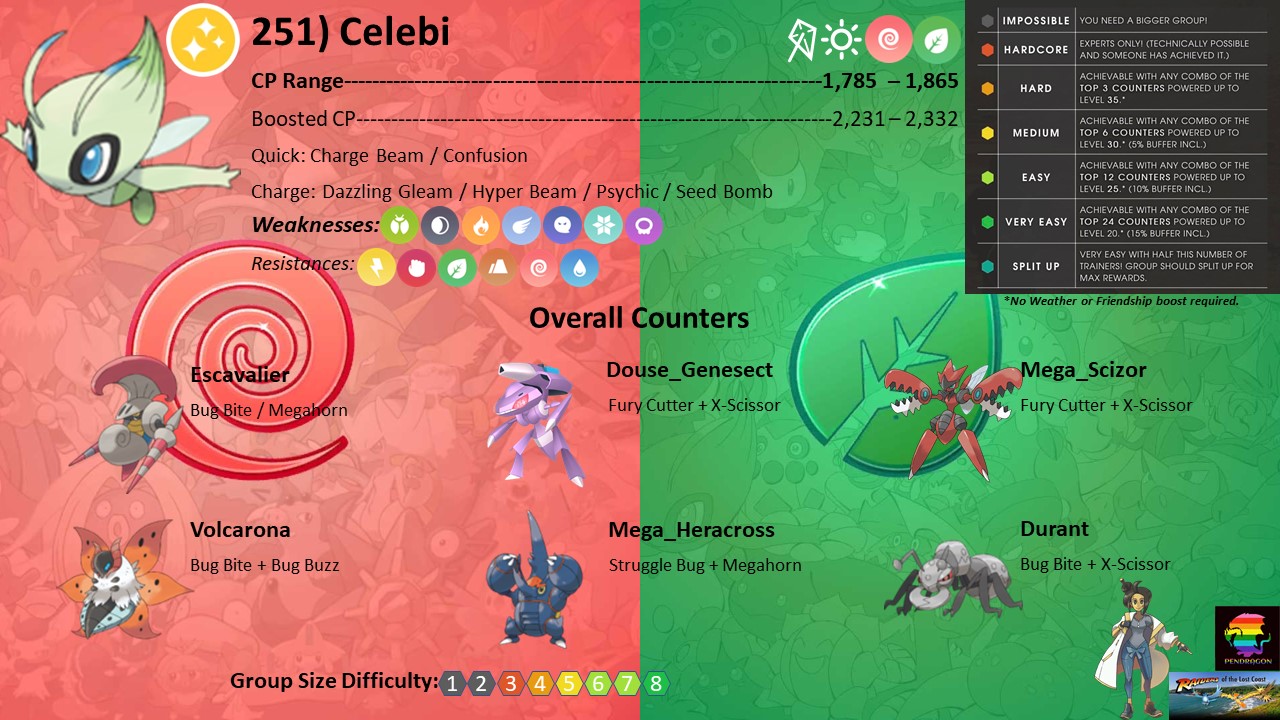 251) Celebi
CP Range--------------------------------------------------------------------1,785 – 1,865
Boosted CP--------------------------------------------------------------------2,231 – 2,332
Quick: Charge Beam / Confusion
Charge: Dazzling Gleam / Hyper Beam / Psychic / Seed Bomb
Weaknesses:
Resistances:
IMPOSSIBLE YOU NEED A BIGGER GROUP!
HARDCORE EXPERTS ONLY! (TECHNICALLY POSSIBLE
AND SOMEONE HAS ACHIEVED IT.)
HARD ACHIEVABLE WITH ANY COMBO OF THE
TOP 3 COUNTERS POWERED UP TO
LEVEL 35.*
MEDIUM ACHIEVABLE WITH ANY COMBO OF THE
TOP 6 COUNTERS POWERED UP TO
LEVEL 30.* (5% BUFFER INCL.)
EASY ACHIEVABLE WITH ANY COMBO OF THE
TOP 12 COUNTERS POWERED UP TO
LEVEL 25.* (10% BUFFER INCL.)
VERY EASY ACHIEVABLE WITH ANY COMBO OF THE
TOP 24 COUNTERS POWERED UP TO
LEVEL 20.* (15% BUFFER INCL.)
SPLIT UP VERY EASY WITH HALF THIS NUMBER OF
TRAINERS! GROUP SHOULD SPLIT UP FOR
MAX REWARDS.
*No Weather or Friendship boost required.
Overall Counters
Escavalier
Bug Bite / Megahorn
Douse_Genesect
Fury Cutter + X-Scissor
Mega_Scizor
Fury Cutter + X-Scissor
Volcarona
Bug Bite + Bug Buzz
Mega_Heracross
Struggle Bug + Megahorn
Durant
Bug Bite + X-Scissor
Group Size Difficulty: 1 2 3 4 5 6 7 8
PENDRAGON
RAIDERS of the Lost Coast